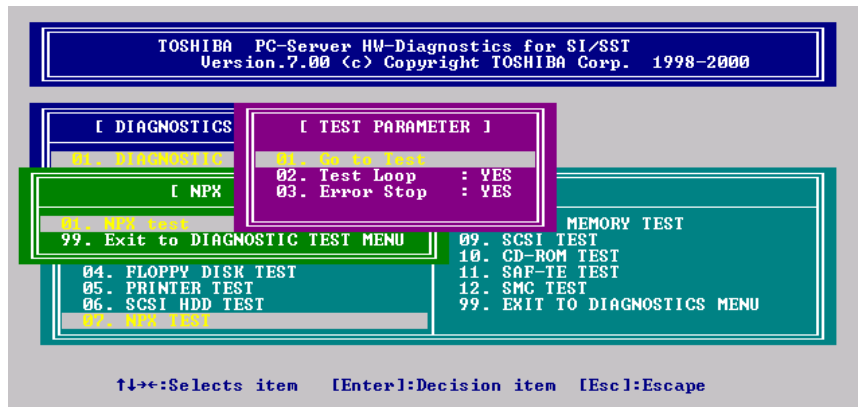 TOSHIBA PC-Server HW-Diagnostics for SI/SST
Version.7.00 (c) Copyright TOSHIBA Corp. 1998-2000
[ DIAGNOSTICS
01. DIAGNOSTIC
[ TEST PARAMETER ]
01. Go to Test
02. Test Loop : YES
03. Error Stop : YES
[ NPX
01. NPX test
99. Exit to DIAGNOSTIC TEST MENU
04. FLOPPY DISK TEST
05. PRINTER TEST
06. SCSI HDD TEST
07. NPX TEST
MEMORY TEST
09. SCSI TEST
10. CD-ROM TEST
11. SAF-TE TEST
12. SMC TEST
99. EXIT TO DIAGNOSTICS MENU
↑↓→←:Selects item [Enter]:Decision item [Esc]:Escape